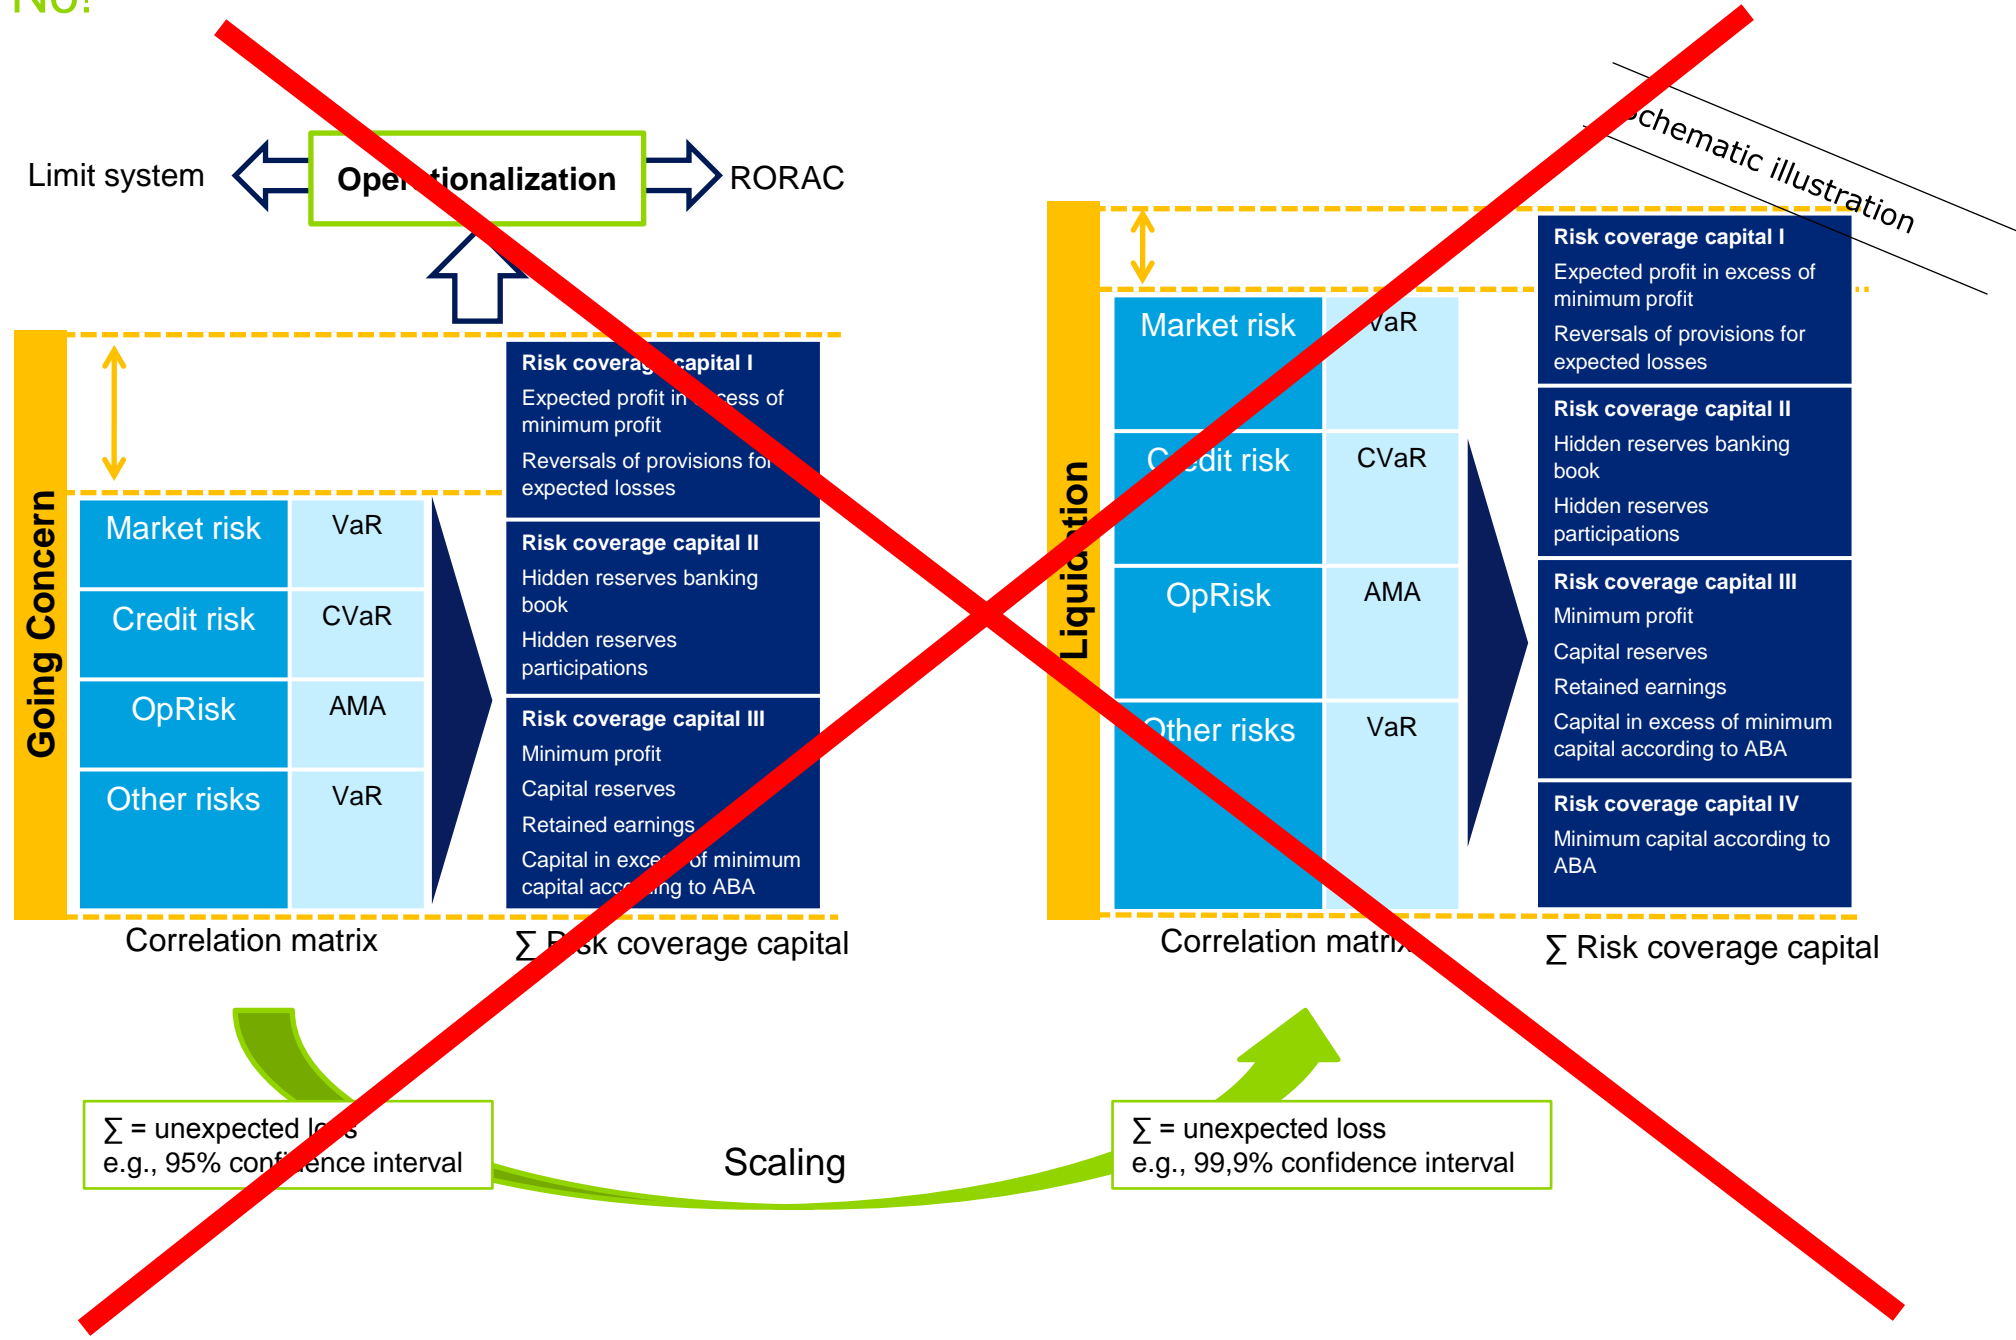 No!
Limit system
Operationalization
RORAC
Schematic illustration
Going Concern
Market risk
VaR
Credit risk
CVaR
OpRisk
AMA
Other risks
VaR
Risk coverage capital I
Expected profit in excess of
minimum profit
Reversals of provisions for
expected losses
Risk coverage capital II
Hidden reserves banking
book
Hidden reserves
participations
Risk coverage capital III
Minimum profit
Capital reserves
Retained earnings
Capital in excess of minimum
capital according to ABA
Correlation matrix
∑ Risk coverage capital
Liquidation
Market risk
VaR
Credit risk
CVaR
OpRisk
AMA
Other risks
VaR
Risk coverage capital I
Expected profit in excess of
minimum profit
Reversals of provisions for
expected losses
Risk coverage capital II
Hidden reserves banking
book
Hidden reserves
participations
Risk coverage capital III
Minimum profit
Capital reserves
Retained earnings
Capital in excess of minimum
capital according to ABA
Risk coverage capital IV
Minimum capital according to
ABA
Correlation matrix
∑ Risk coverage capital
∑ = unexpected loss
e.g., 95% confidence interval
Scaling
∑ = unexpected loss
e.g., 99,9% confidence interval